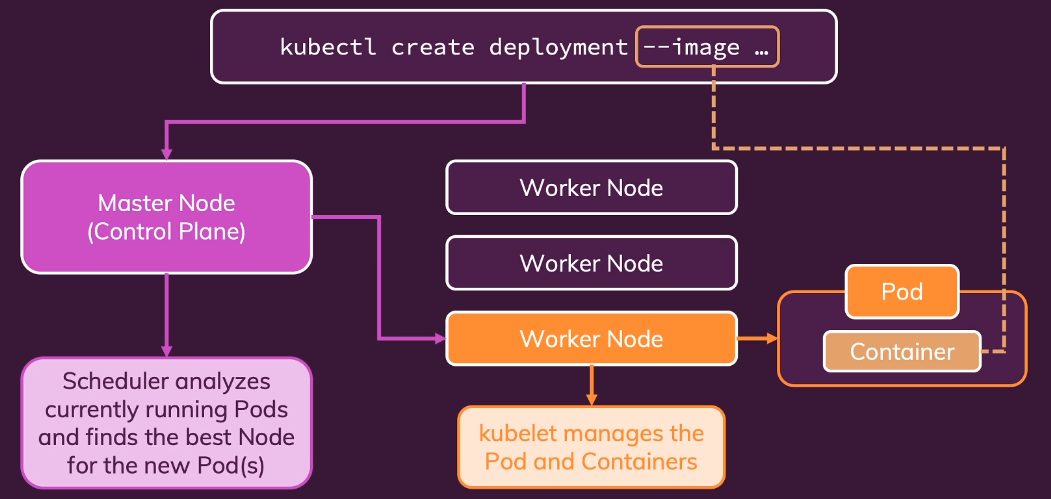 kubectl create deployment --image …
Master Node
(Control Plane)
Worker Node
Worker Node
Worker Node
Pod
Container
Scheduler analyzes
currently running Pods
and finds the best Node
for the new Pod(s)
kubelet manages the
Pod and Containers